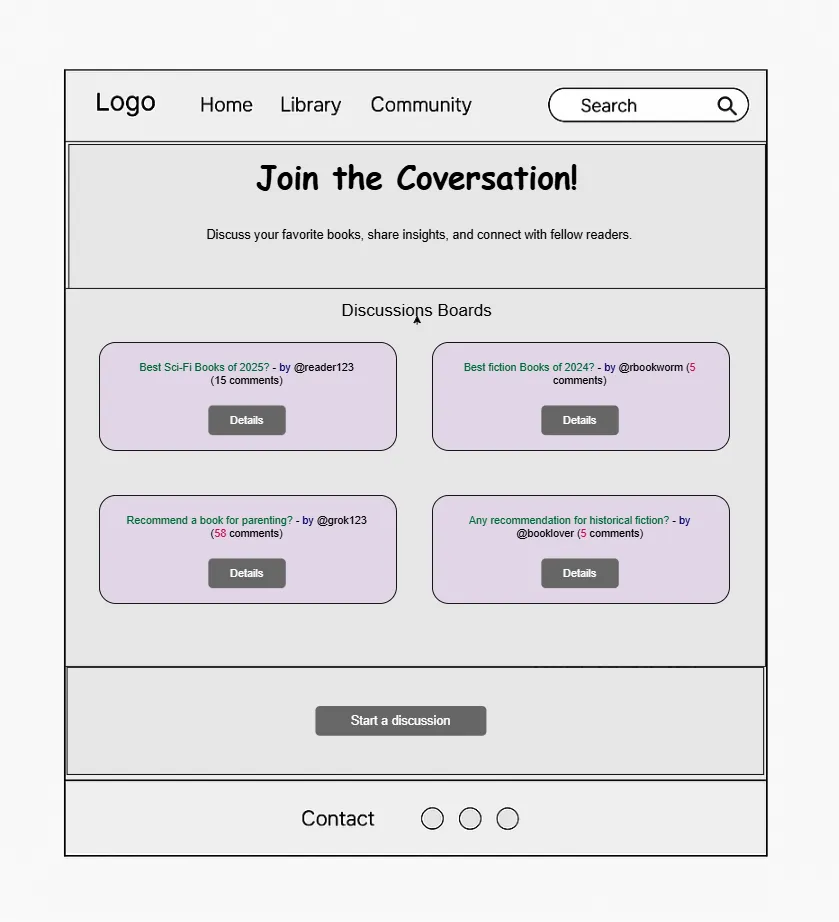 Logo Home Library Community Search
Join the Coversation!
Discuss your favorite books, share insights, and connect with fellow readers.
Discussions Boards
Best Sci-Fi Books of 2025? - by @reader123
(15 comments)
Details
Best fiction Books of 2024? - by @rbookworm (5
comments)
Details
Recommend a book for parenting? - by @grok123
(58 comments)
Details
Any recommendation for historical fiction? - by
@booklover (5 comments)
Details
Start a discussion
Contact